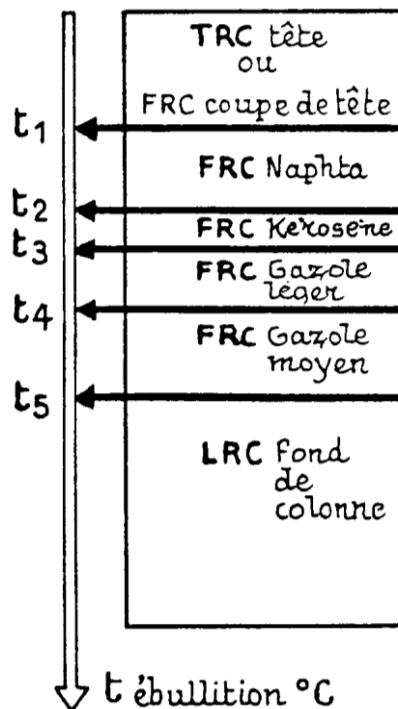 TRC tête
ou
FRC coupe de tête
t1
FRC Naphta
t2
FRC Kérosène
t3
FRC Gazole
léger
t4
FRC Gazole
moyen
t5
LRC fond
de
colonne
t ébullition °C